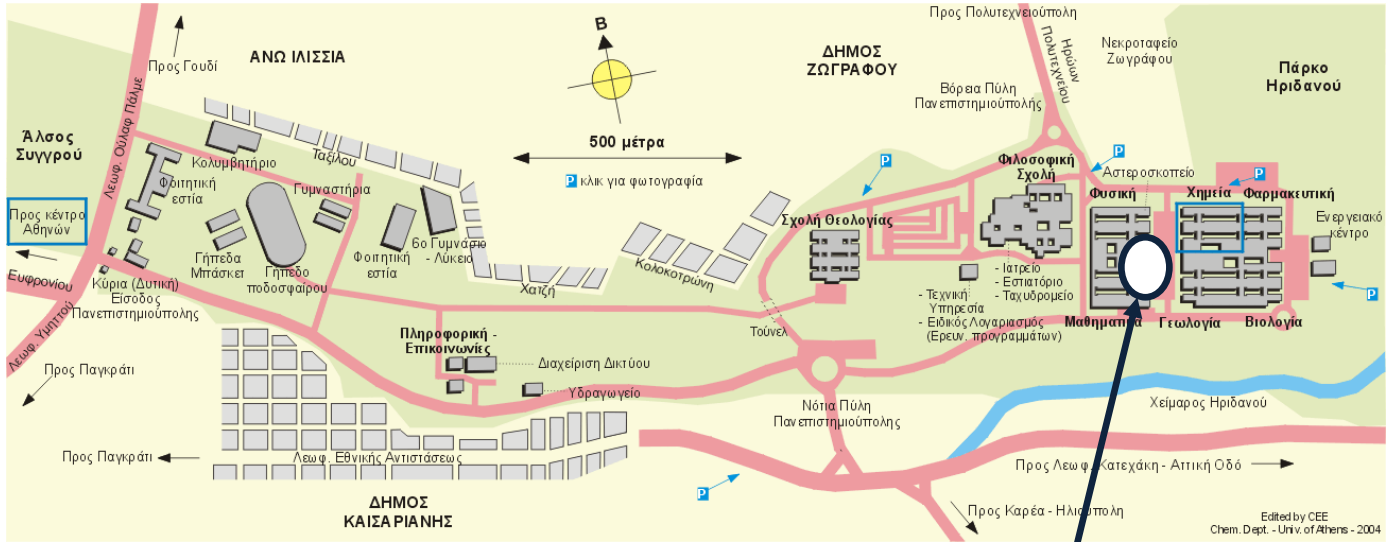 Προς Πολυτεχνειούπολη
Προς Γουδί
ΑΝΩ ΙΛΙΣΣΙΑ
Β
ΔΗΜΟΣ
ΖΩΓΡΑΦΟΥ
Ηρώων
Πολυτεχνείου
Νεκροταφείο
Ζωγράφου
Πάρκο
Ηριδανού
Βόρεια Πύλη
Πανεπιστημιούπολης
Λεωφ. Ούλαφ Πάλμε
Άλσος
Συγγρού
Κολυμβητήριο
Ταξίλου
500 μέτρα
P κλικ για φωτογραφία
P
P
P
Φοιτητική
εστία
Γυμναστήρια
Φιλοσοφική
Σχολή
Αστεροσκοπείο
Φυσική
Χημεία
Φαρμακευτική
Προς κέντρο
Αθηνών
Σχολή Θεολογίας
Ενεργειακό
κέντρο
Γήπεδα
Μπάσκετ
Γήπεδο
ποδοσφαίρου
Φοιτητική
εστία
6ο Γυμνάσιο
- Λύκειο
Κολοκοτρώνη
Χατζή
- Ιατρείο
- Εστιατόριο
- Ταχυδρομείο
Ευφρονίου
Κύρια (Δυτική)
Είσοδος
Πανεπιστημιούπολης
- Τεχνική
Υπηρεσία
- Ειδικός Λογαριασμός
(Ερευν. προγραμμάτων)
P
Λεωφ. Υμηττού
Τούνελ
Μαθηματικά
Γεωλογία
Βιολογία
Πληροφορική -
Επικοινωνίες
Διαχείριση Δικτύου
Προς Παγκράτι
Υδραγωγείο
Νότια Πύλη
Πανεπιστημιούπολης
Χείμαρος Ηριδανού
Προς Παγκράτι
Λεωφ. Εθνικής Αντιστάσεως
Προς Λεωφ. Κατεχάκη - Αττική Οδό
P
ΔΗΜΟΣ
ΚΑΙΣΑΡΙΑΝΗΣ
Προς Καρέα - Ηλιούπολη
Edited by CEE
Chem. Dept. - Univ. of Athens - 2004